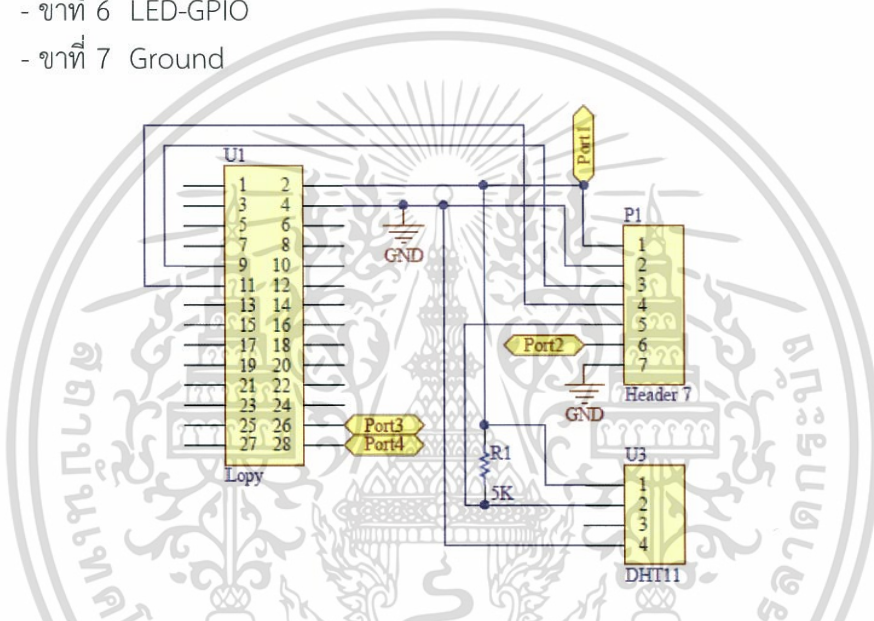 - ขาที่ 6 LED-GPIO
- ขาที่ 7 Ground
Port1
U1
1 2
3 4
5 6
7 8
9 10
11 12
13 14
15 16
17 18
19 20
21 22
23 24
25 26
27 28
Lopy
GND
Port3
Port4
P1
1
2
3
4
5
6
7
Header 7
Port2
GND
R1
5K
U3
1
2
3
4
DHT11